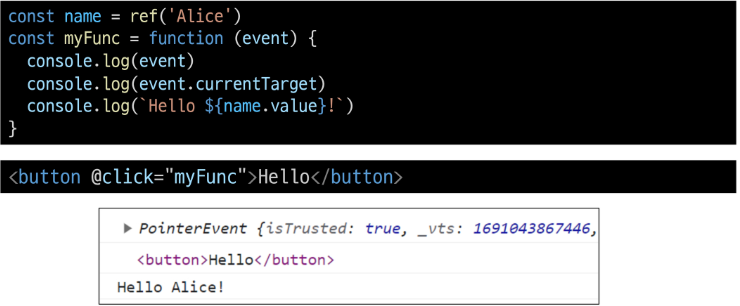 const name = ref('Alice')
const myFunc = function (event) {
  console.log(event)
  console.log(event.currentTarget)
  console.log(`Hello ${name.value}!`)
}
<button @click="myFunc">Hello</button>
▶ PointerEvent {isTrusted: true, _vts: 1691043867446,
<button>Hello</button>
Hello Alice!